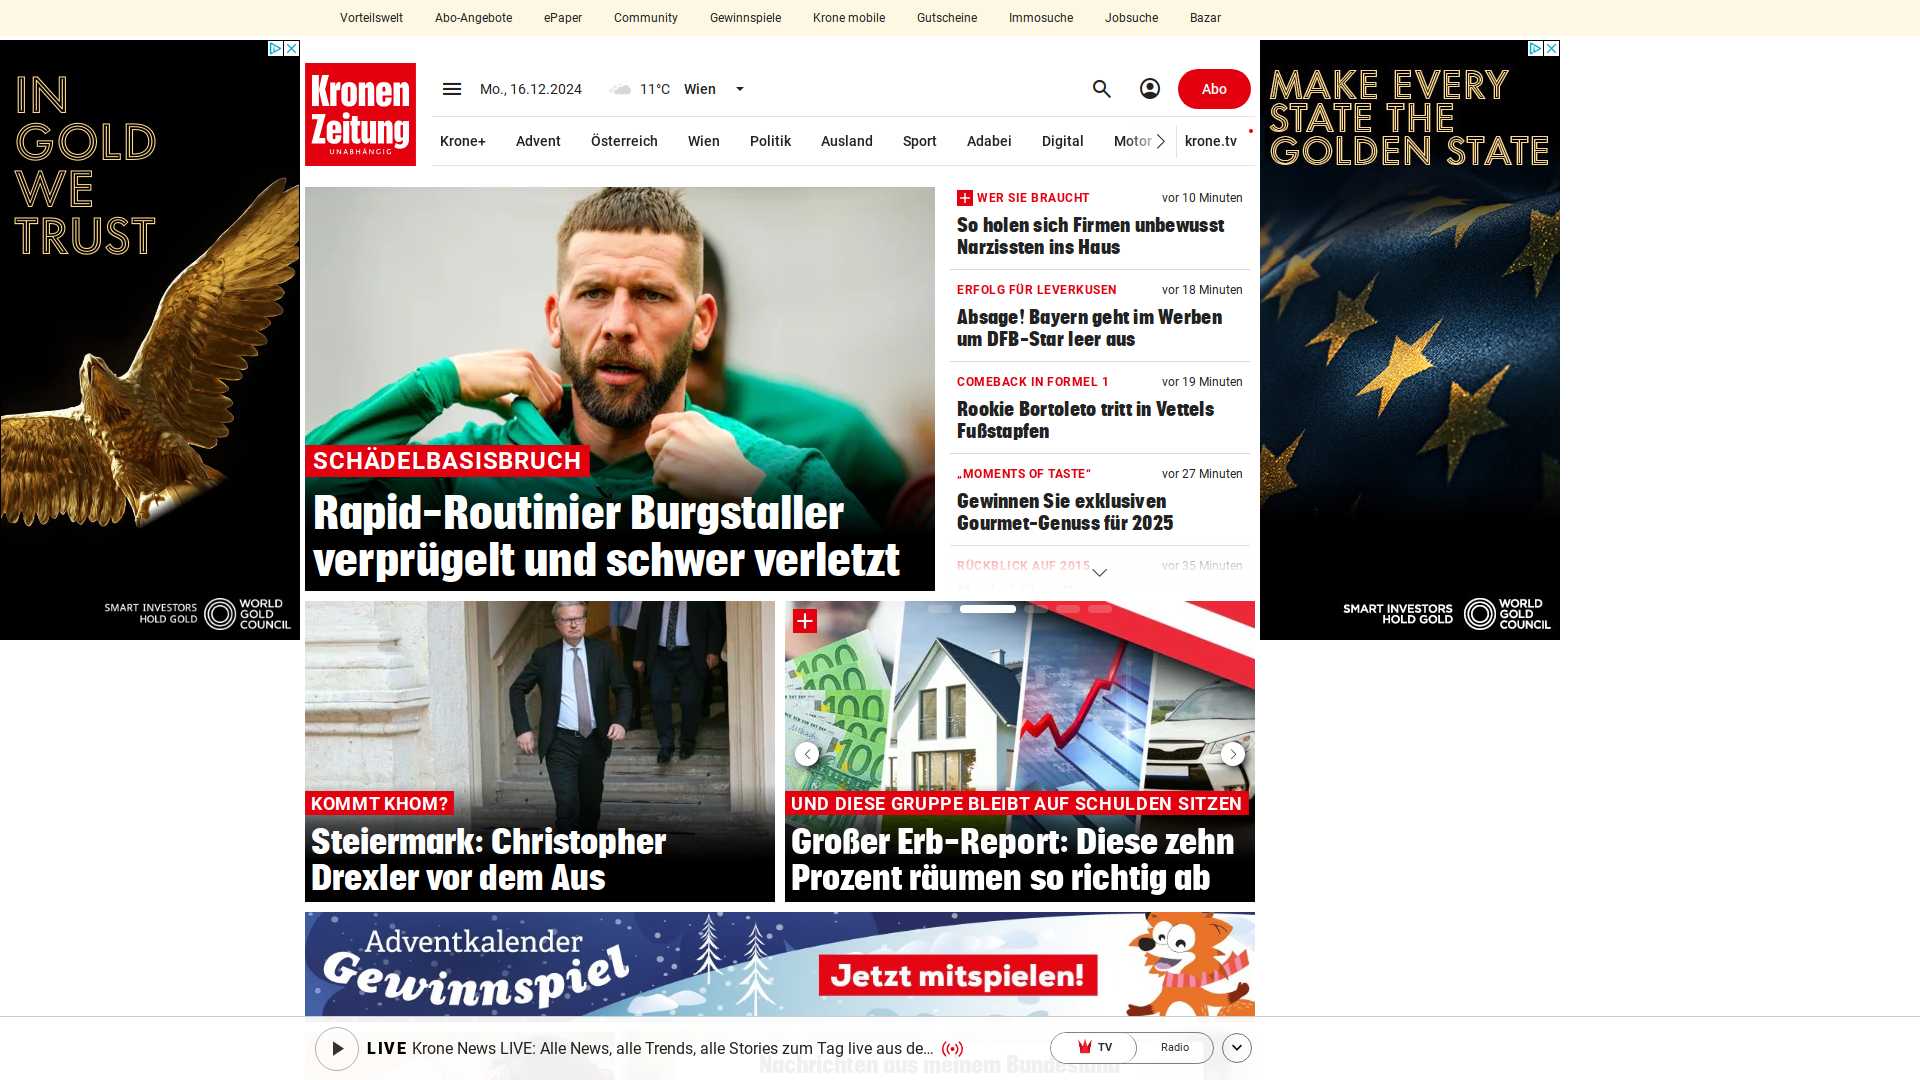 Vorteilswelt Abo-Angebote ePaper Community Gewinnspiele Krone mobile Gutscheine Immosuche Jobsuche Bazar
IN
GOLD
WE
TRUST
SMART INVESTORS
HOLD GOLD
WORLD
GOLD
COUNCIL
Kronen
Zeitung
UNABHÄNGIG
Mo., 16.12.2024 11°C Wien Abo
Krone+ Advent Österreich Wien Politik Ausland Sport Adabei Digital Motor krone.tv
SCHÄDELBASISBRUCH
Rapid-Routinier Burgstaller
verprügelt und schwer verletzt
WER SIE BRAUCHT vor 10 Minuten
So holen sich Firmen unbewusst
Narzissten ins Haus
ERFOLG FÜR LEVERKUSEN vor 18 Minuten
Absage! Bayern geht im Werben
um DFB-Star leer aus
COMEBACK IN FORMEL 1 vor 19 Minuten
Rookie Bortoleto tritt in Vettels
Fußstapfen
„MOMENTS OF TASTE“ vor 27 Minuten
Gewinnen Sie exklusiven
Gourmet-Genuss für 2025
RÜCKBLICK AUF 2015 vor 35 Minuten
MAKE EVERY
STATE THE
GOLDEN STATE
SMART INVESTORS
HOLD GOLD
WORLD
GOLD
COUNCIL
KOMMT KHOM?
Steiermark: Christopher
Drexler vor dem Aus
100
100
100
UND DIESE GRUPPE BLEIBT AUF SCHULDEN SITZEN
Großer Erb-Report: Diese zehn
Prozent räumen so richtig ab
Adventkalender
Gewinnspiel
Jetzt mitspielen!
LIVE Krone News LIVE: Alle News, alle Trends, alle Stories zum Tag live aus de... TV Radio
Nachrichten aus meinem Bundesland